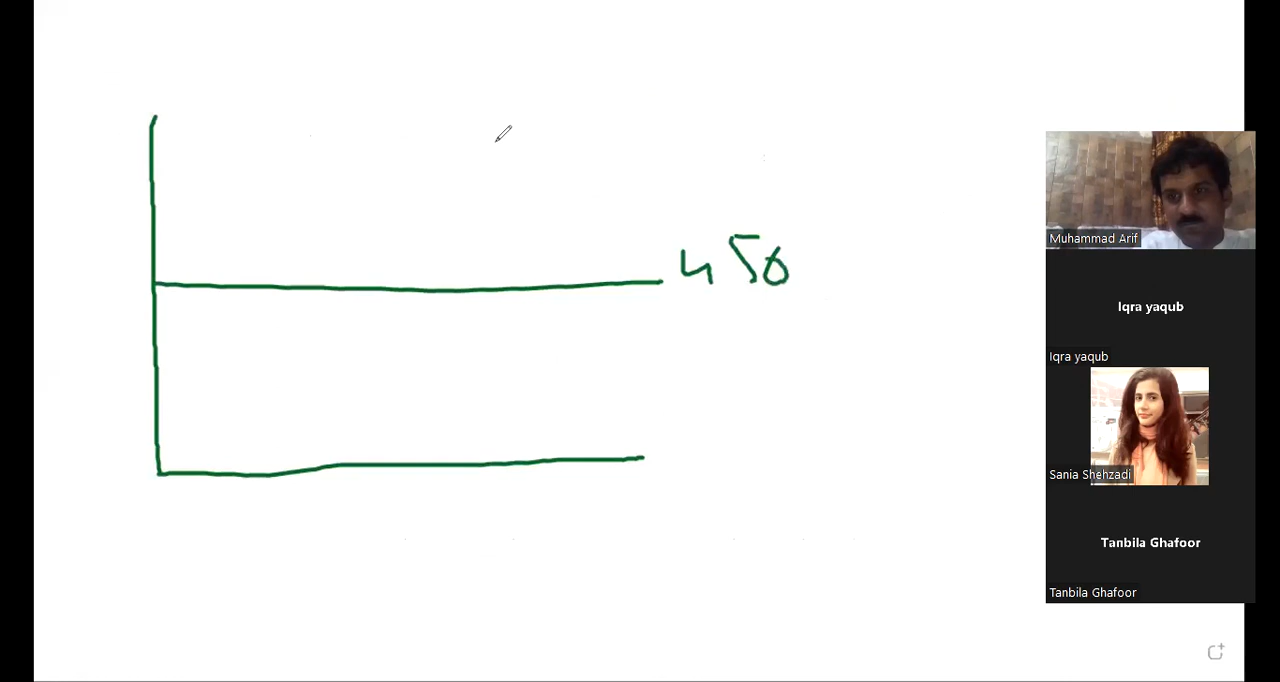 450
Muhammad Arif
Iqra yaqub
Iqra yaqub
Sania Shehzadi
Tanbila Ghafoor
Tanbila Ghafoor